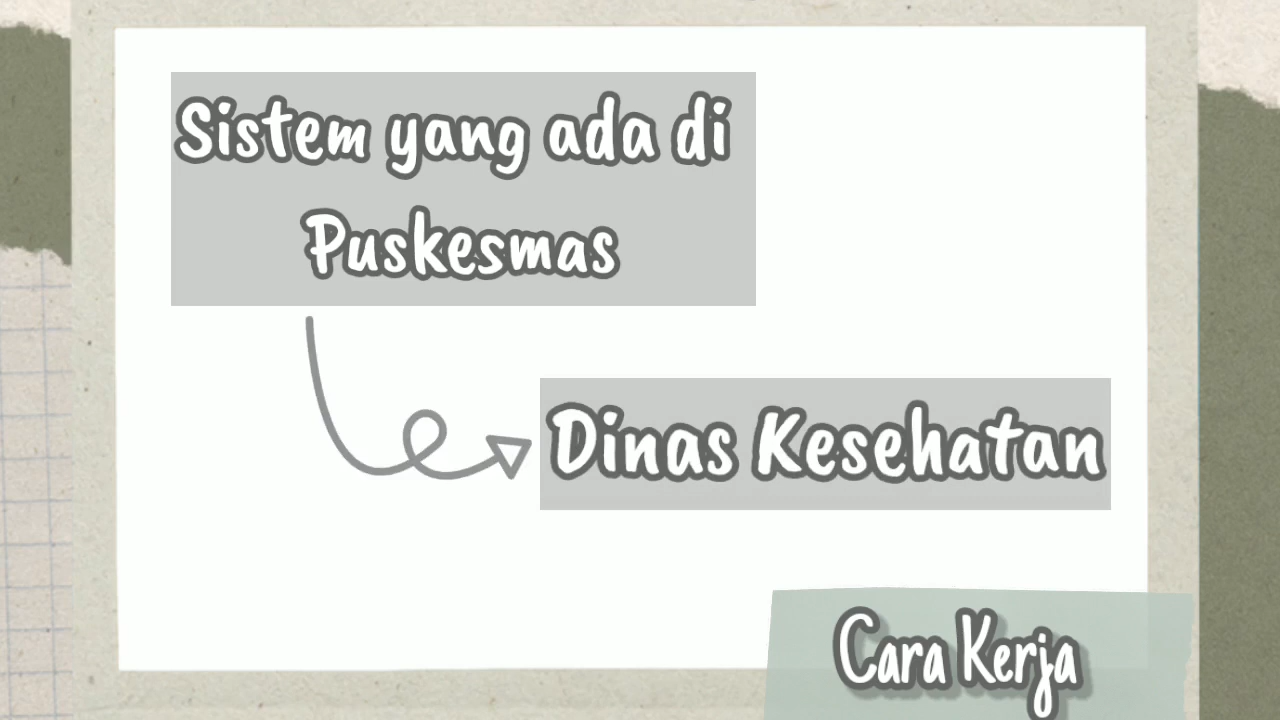 Sistem yang ada di
Puskesmas
Dinas Kesehatan
Cara Kerja